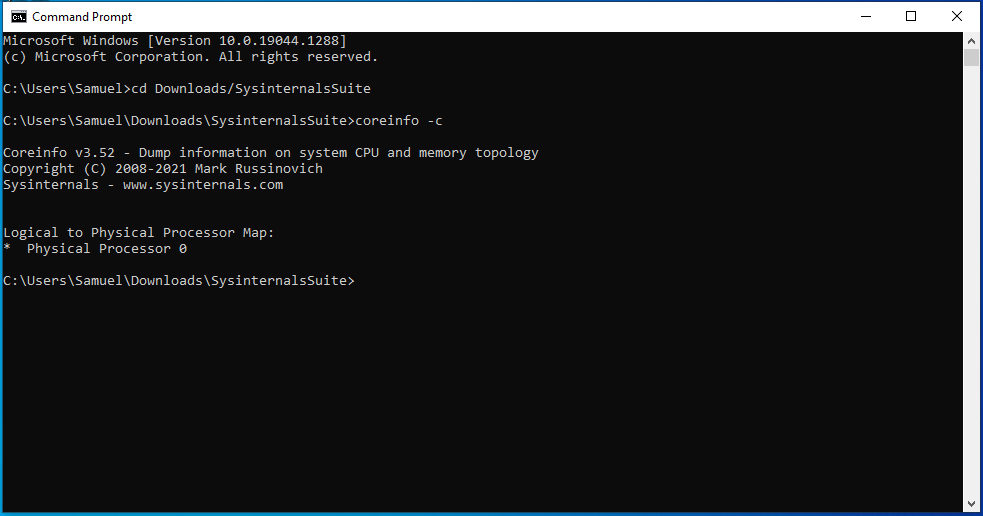 Command Prompt
Microsoft Windows [Version 10.0.19044.1288]
(c) Microsoft Corporation. All rights reserved.
C:\Users\Samuel>cd Downloads/SysinternalsSuite
C:\Users\Samuel\Downloads\SysinternalsSuite>coreinfo -c
Coreinfo v3.52 - Dump information on system CPU and memory topology
Copyright (C) 2008-2021 Mark Russinovich
Sysinternals - www.sysinternals.com
Logical to Physical Processor Map:
*  Physical Processor 0
C:\Users\Samuel\Downloads\SysinternalsSuite>